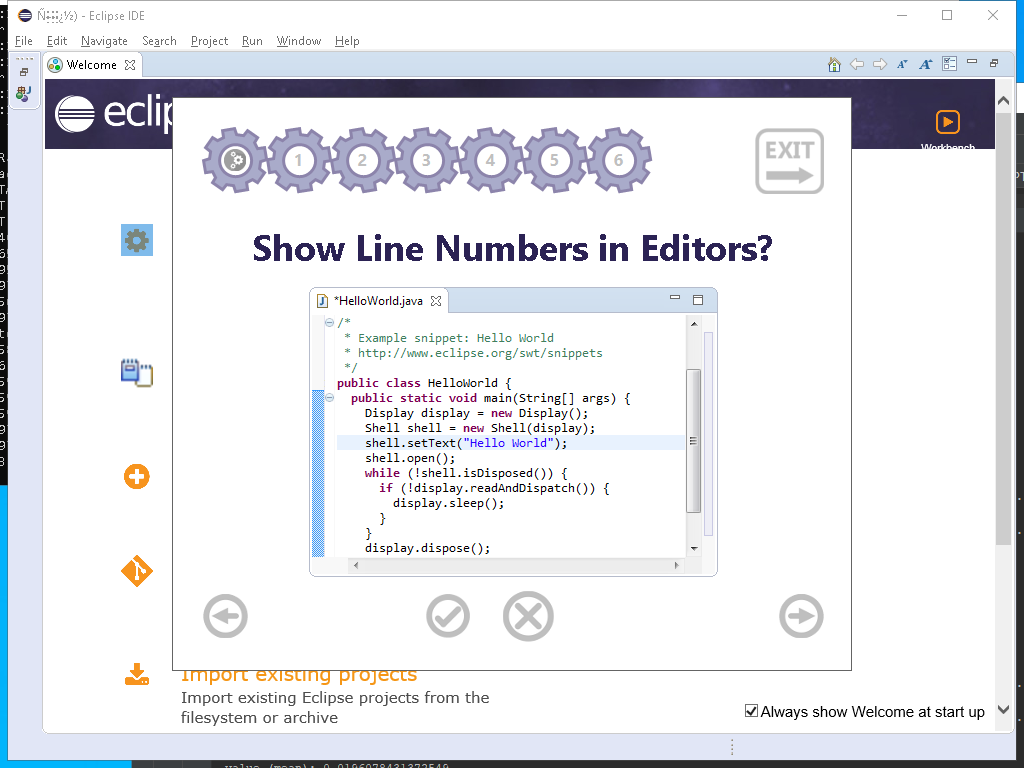 - Eclipse IDE
File Edit Navigate Search Project Run Window Help
Welcome
eclip
Workbench
1 2 3 4 5 6
EXIT
Show Line Numbers in Editors?
*HelloWorld.java
/*
* Example snippet: Hello World
* http://www.eclipse.org/swt/snippets
*/
public class HelloWorld {
public static void main(String[] args) {
Display display = new Display();
Shell shell = new Shell(display);
shell.setText("Hello World");
shell.open();
while (!shell.isDisposed()) {
if (!display.readAndDispatch()) {
display.sleep();
}
}
display.dispose();
Import existing projects
Import existing Eclipse projects from the
filesystem or archive
Always show Welcome at start up